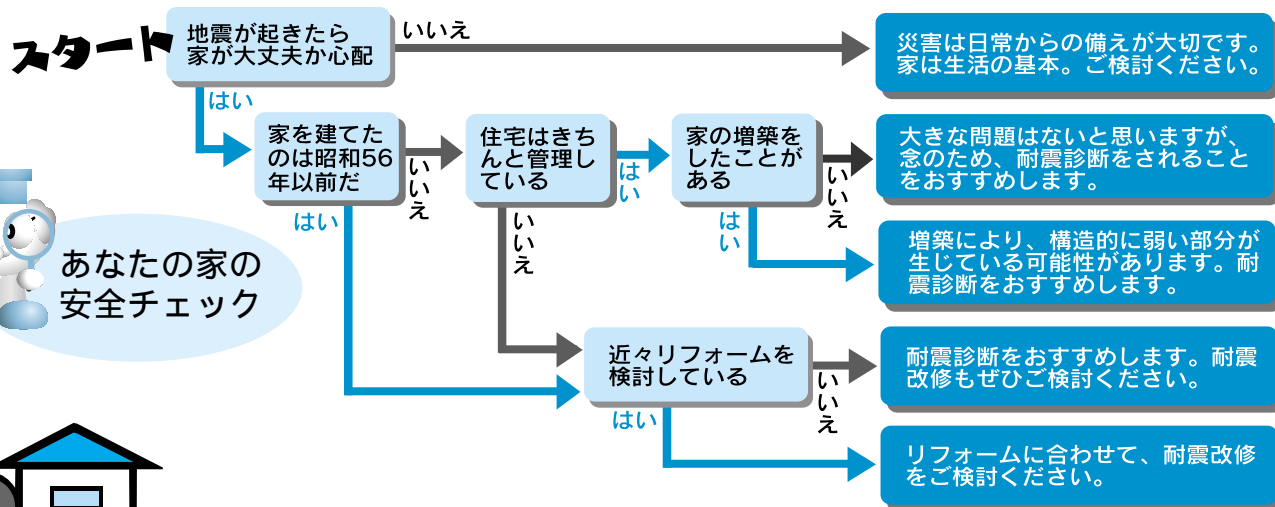 スタート
地震が起きたら
家が大丈夫か心配
いいえ
災害は日常からの備えが大切です。
家は生活の基本。ご検討ください。
はい
家を建てた
のは昭和56
年以前だ
いいえ
住宅はきち
んと管理し
ている
はい
家の増築を
したことが
ある
いいえ
大きな問題はないと思いますが、
念のため、耐震診断をされること
をおすすめします。
はい
いいえ
はい
増築により、構造的に弱い部分が
生じている可能性があります。耐
震診断をおすすめします。
あなたの家の
安全チェック
近々リフォームを
検討している
いいえ
耐震診断をおすすめします。耐震
改修もぜひご検討ください。
はい
リフォームに合わせて、耐震改修
をご検討ください。